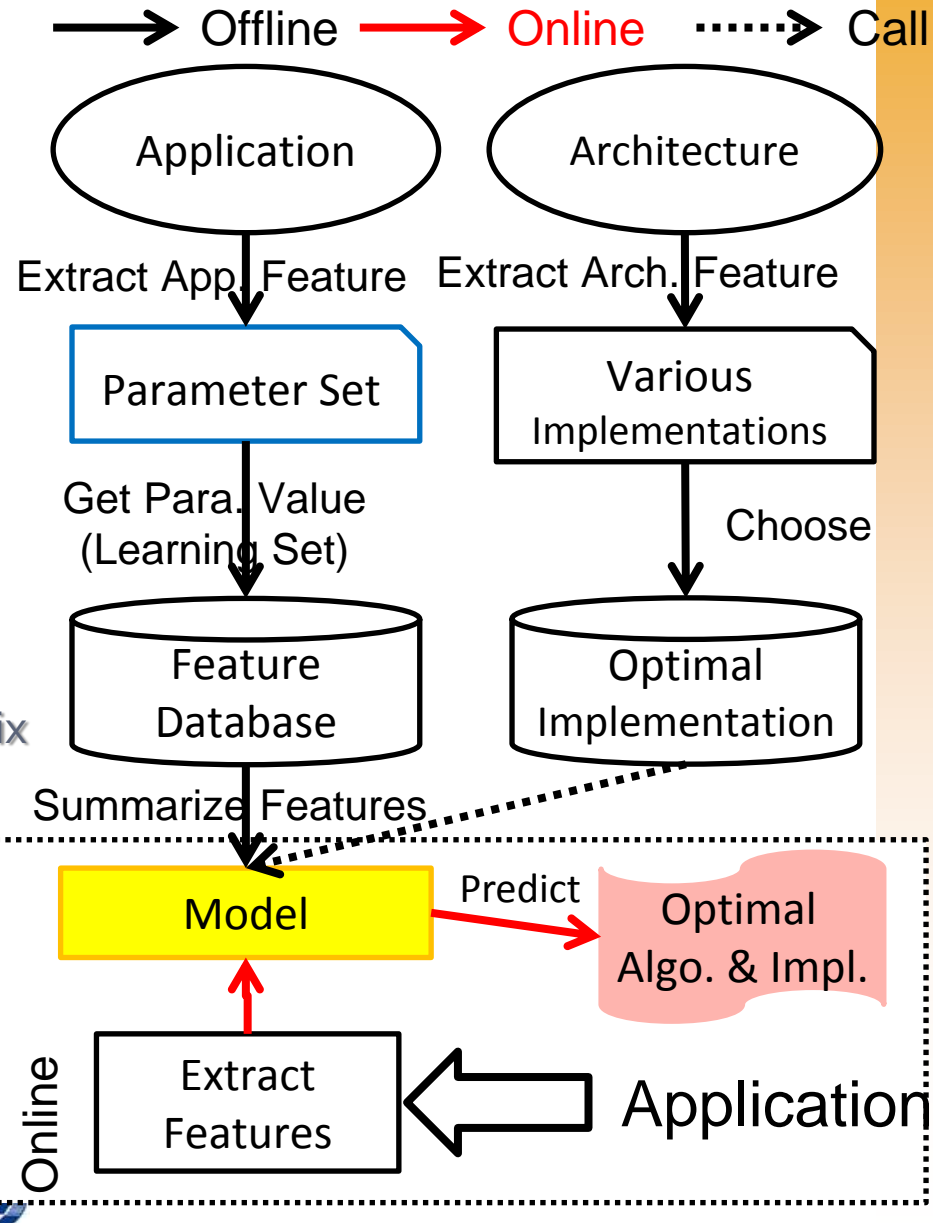 Offline
Online
Call
Application
Architecture
Extract App. Feature
Extract Arch. Feature
Parameter Set
Various
Implementations
Get Para. Value
(Learning Set)
Choose
Feature
Database
Optimal
Implementation
ix
Summarize Features
Model
Predict
Optimal
Algo. & Impl.
Online
Extract
Features
Application